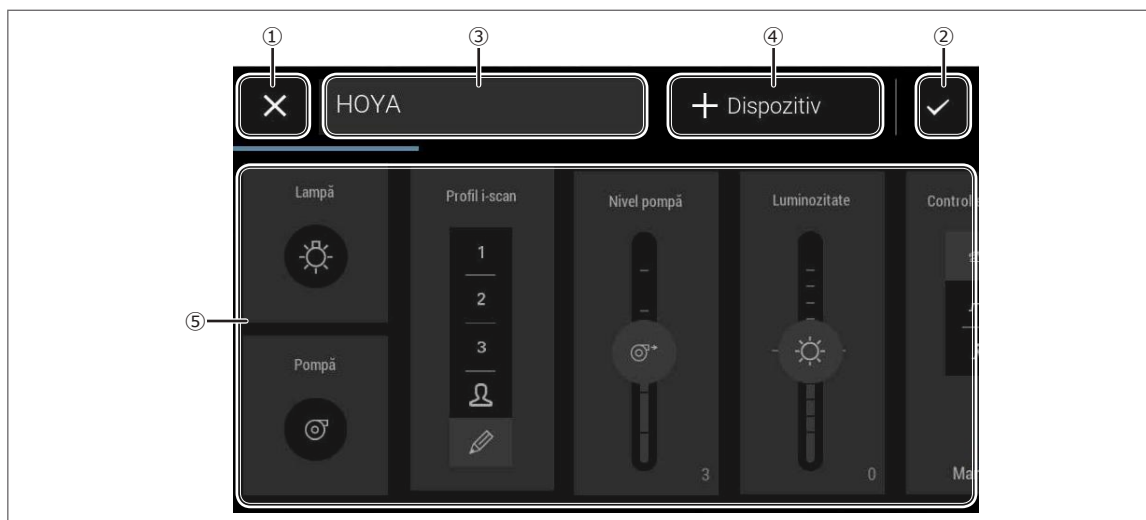 ① ③ ④ ②
HOYA
Dispozitiv
Lampă
Profil i-scan
Nivel pompă
Luminozitate
Control
1
2
3
⑤
Pompă
3
0